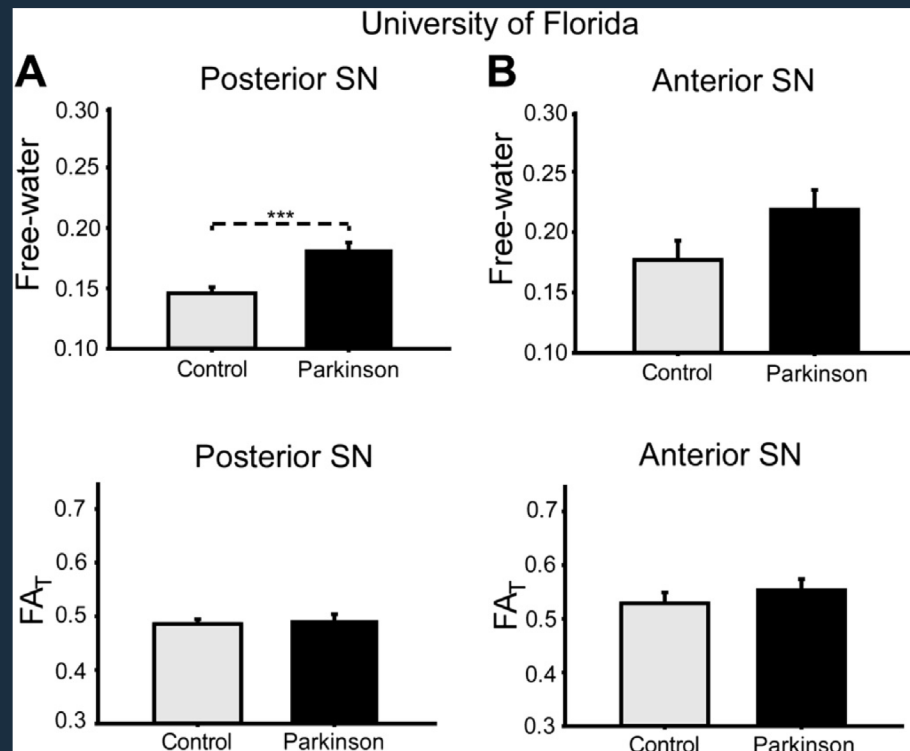 University of Florida
A
Posterior SN
Free-water
0.30
0.25
0.20
0.15
0.10
***
Control
Parkinson
B
Anterior SN
Free-water
0.30
0.25
0.20
0.15
0.10
Control
Parkinson
Posterior SN
FA_T
0.7
0.6
0.5
0.4
0.3
Control
Parkinson
Anterior SN
FA_T
0.7
0.6
0.5
0.4
0.3
Control
Parkinson